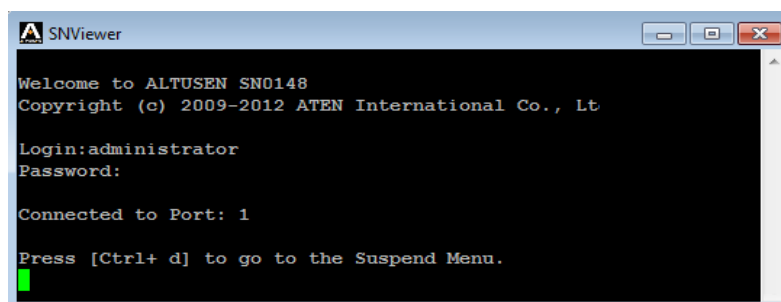 SNViewer
Welcome to ALTUSEN SN0148
Copyright (c) 2009-2012 ATEN International Co., Lt
Login:administrator
Password:
Connected to Port: 1
Press [Ctrl+ d] to go to the Suspend Menu.